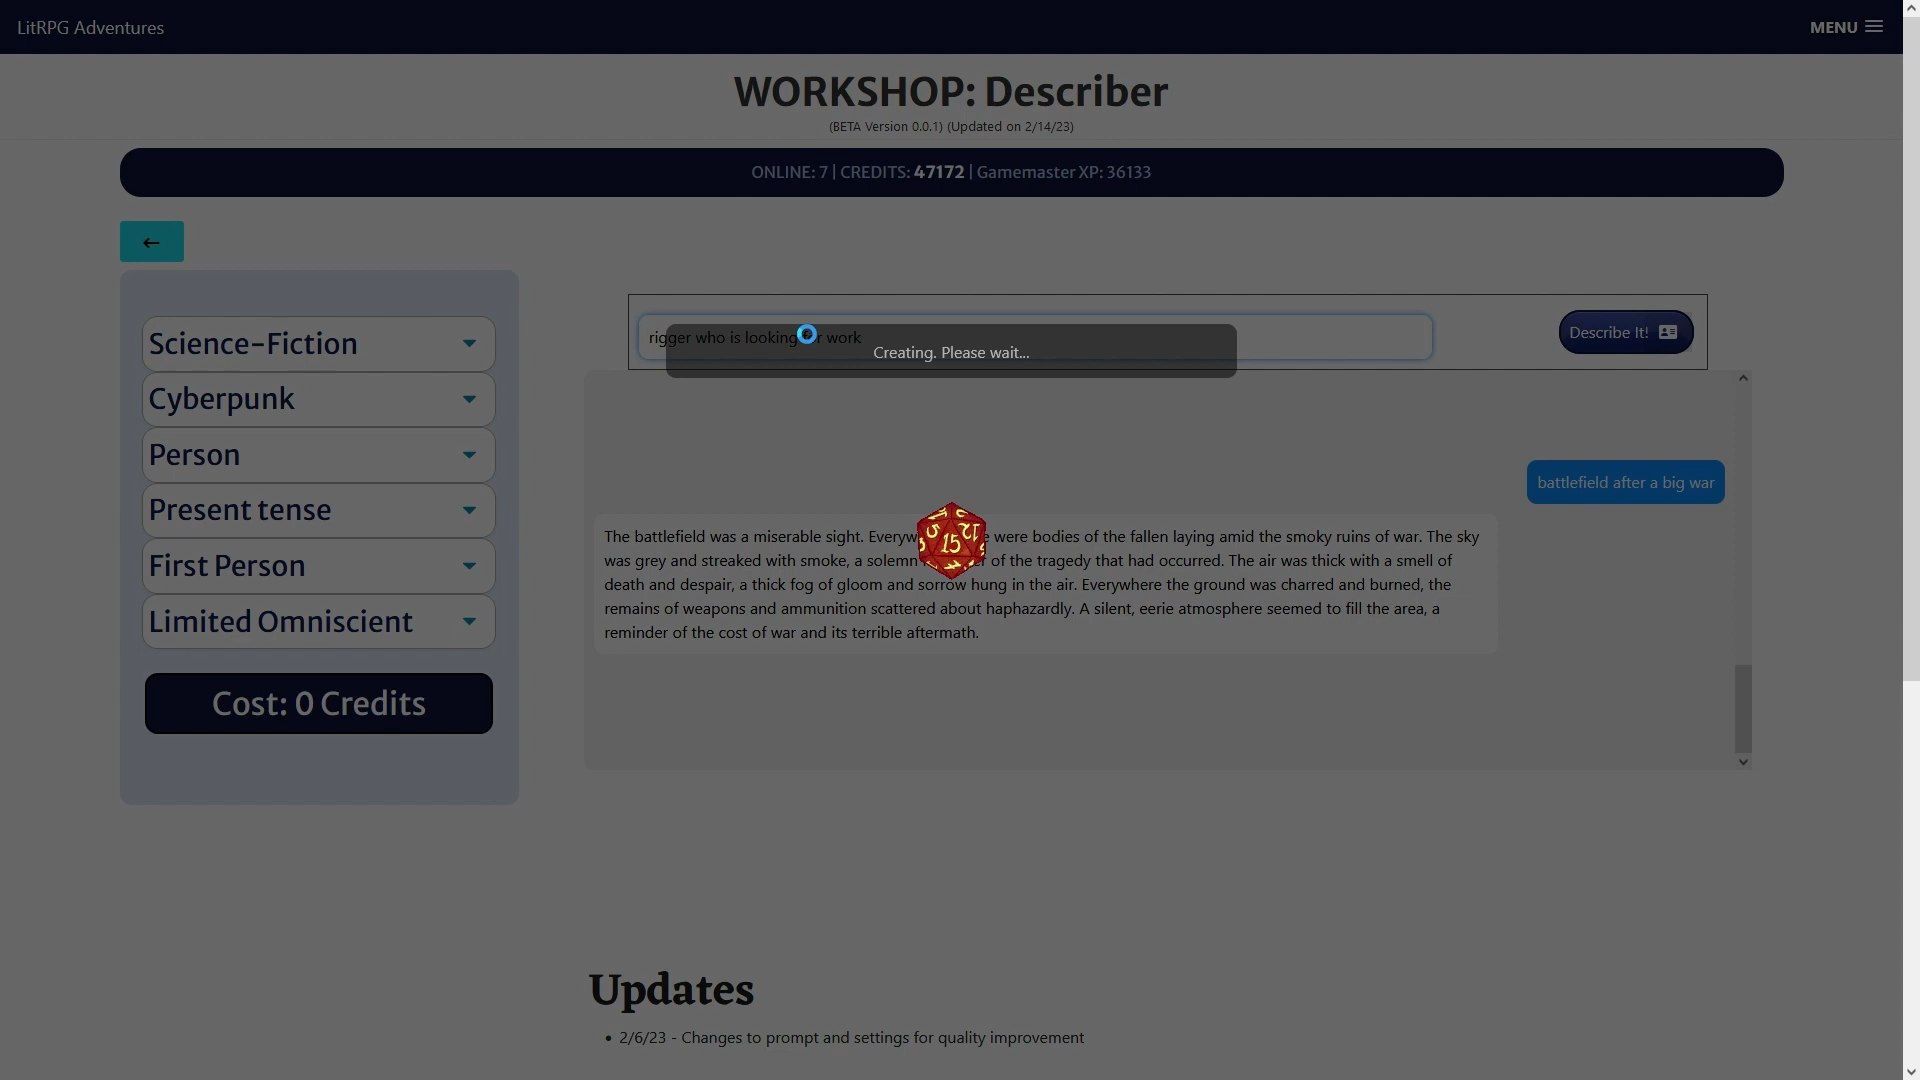 LitRPG Adventures
MENU
WORKSHOP: Describer
(BETA Version 0.0.1) (Updated on 2/14/23)
ONLINE: 7 | CREDITS: 47172 | Gamemaster XP: 36133
Science-Fiction
Cyberpunk
Person
Present tense
First Person
Limited Omniscient
Cost: 0 Credits
rigger who is looking work
Describe It!
Creating. Please wait...
battlefield after a big war
The battlefield was a miserable sight. were bodies of the fallen laying amid the smoky ruins of war. The sky
was grey and streaked with smoke, a solemn of the tragedy that had occurred. The air was thick with a smell of
death and despair, a thick fog of gloom and sorrow hung in the air. Everywhere the ground was charred and burned, the
remains of weapons and ammunition scattered about haphazardly. A silent, eerie atmosphere seemed to fill the area, a
reminder of the cost of war and its terrible aftermath.
15
12
5
Updates
2/6/23 - Changes to prompt and settings for quality improvement